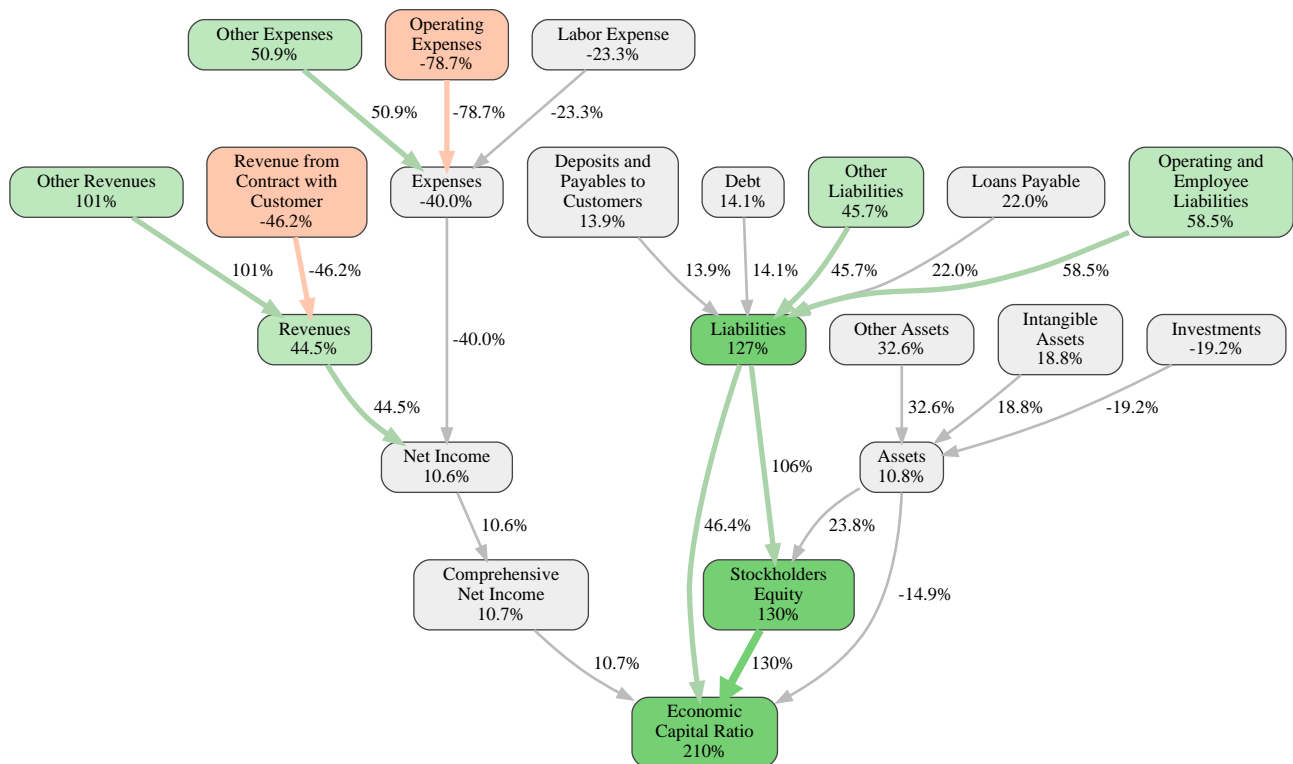 Other Expenses
50.9%
Operating
Expenses
-78.7%
Labor Expense
-23.3%
50.9%
-78.7%
-23.3%
Other Revenues
101%
Revenue from
Contract with
Customer
-46.2%
Expenses
-40.0%
Deposits and
Payables to
Customers
13.9%
Debt
14.1%
Other
Liabilities
45.7%
Loans Payable
22.0%
Operating and
Employee
Liabilities
58.5%
101%
-46.2%
13.9%
14.1%
45.7%
22.0%
58.5%
Revenues
44.5%
-40.0%
Liabilities
127%
Other Assets
32.6%
Intangible
Assets
18.8%
Investments
-19.2%
44.5%
32.6%
18.8%
-19.2%
Net Income
10.6%
106%
Assets
10.8%
10.6%
46.4%
23.8%
Comprehensive
Net Income
10.7%
Stockholders
Equity
130%
-14.9%
10.7%
130%
Economic
Capital Ratio
210%